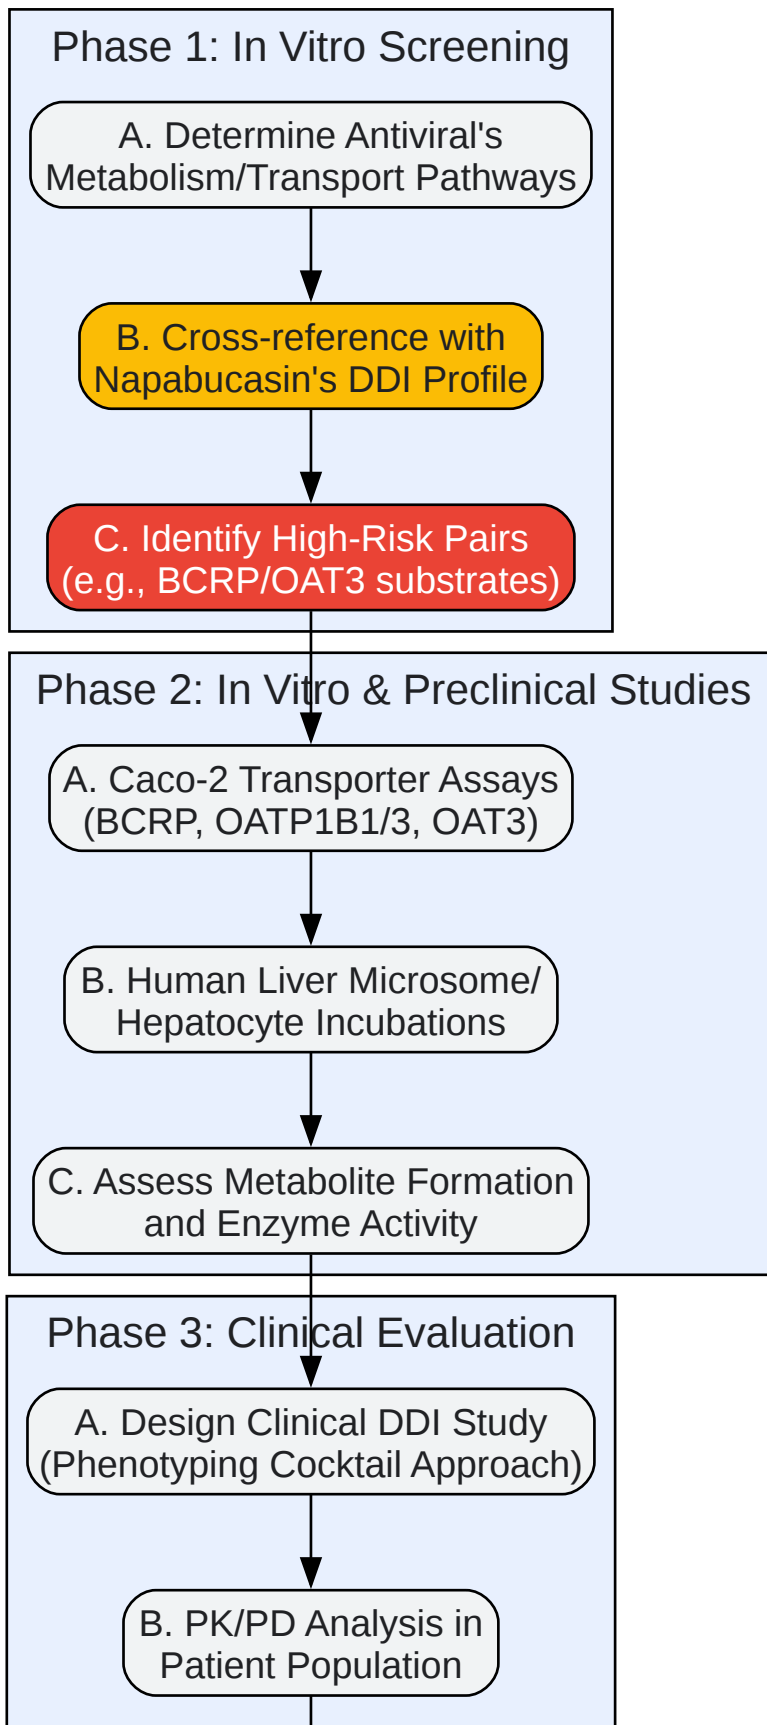 Phase 1: In Vitro Screening
A. Determine Antiviral's
Metabolism/Transport Pathways
B. Cross-reference with
Napabucasin's DDI Profile
C. Identify High-Risk Pairs
(e.g., BCRP/OAT3 substrates)
Phase 2: In Vitro & Preclinical Studies
A. Caco-2 Transporter Assays
(BCRP, OATP1B1/3, OAT3)
B. Human Liver Microsome/
Hepatocyte Incubations
C. Assess Metabolite Formation
and Enzyme Activity
Phase 3: Clinical Evaluation
A. Design Clinical DDI Study
(Phenotyping Cocktail Approach)
B. PK/PD Analysis in
Patient Population